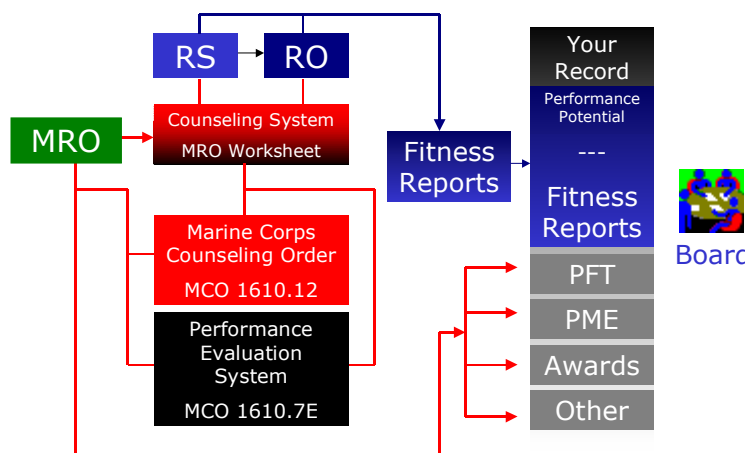 RS
RO
MRO
Counseling System
MRO Worksheet
Marine Corps
Counseling Order
MCO 1610.12
Performance
Evaluation
System
MCO 1610.7E
Fitness
Reports
Your
Record
Performance
Potential
---
Fitness
Reports
PFT
PME
Awards
Other
Board